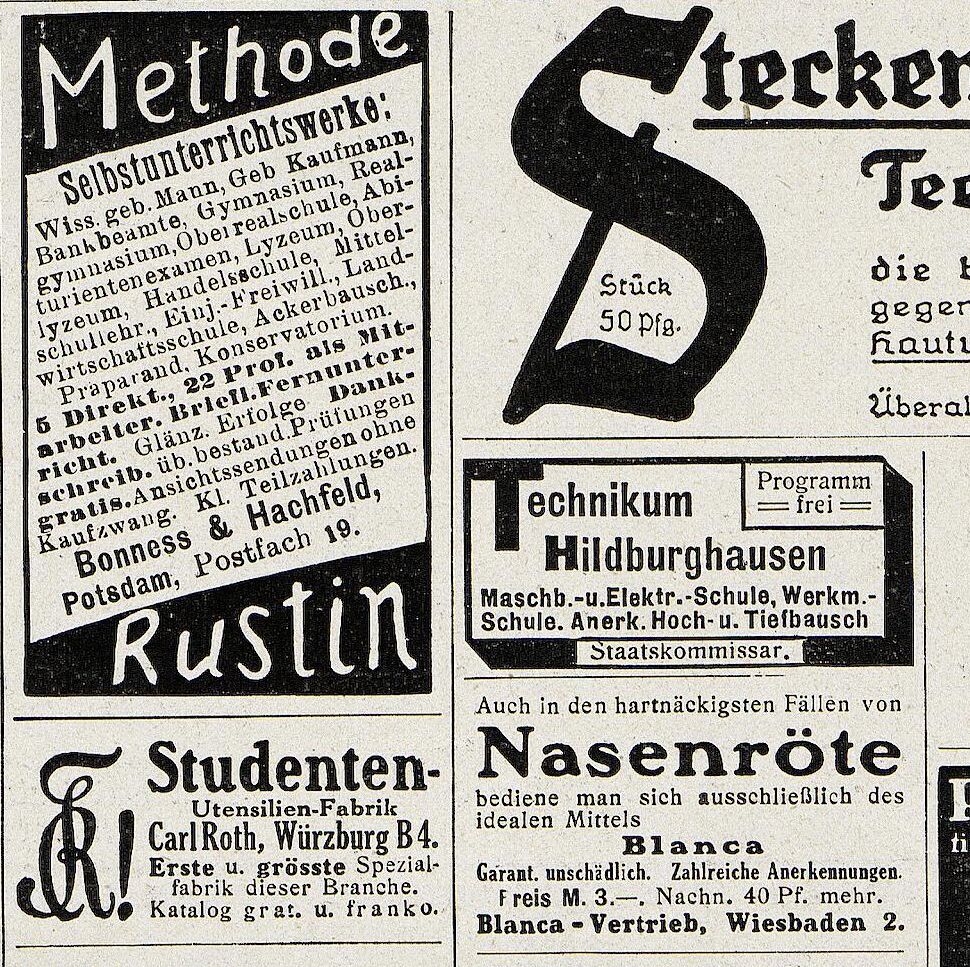 Methode
Selbstunterrichtswerke:
Wiss. geb. Mann, Geb Kaufmann,
Bankbeamte, Gymnasium, Real-
gymnasium, Oberrealschule, Abi-
turientenexamen, Lyzeum, Ober-
lyzeum, Handelsschule, Mittel-
schullehr., Einj.-Freiwill., Land-
wirtschaftsschule, Ackerbausch.,
Präparand, Konservatorium.
5 Direkt., 22 Prof. als Mit-
arbeiter. Briefl. Fernunter-
richt. Glänz. Erfolge Dank-
schreib. üb. bestand. Prüfungen
gratis. Ansichtssendungen ohne
Kaufzwang. Kl. Teilzahlungen.
Bonness & Hachfeld,
Potsdam, Postfach 19.
Rustin
Studenten-
Utensilien-Fabrik
Carl Roth, Würzburg B 4.
Erste u. grösste Spezial-
fabrik dieser Branche.
Katalog grat. u. franko.
Stecken
Stück
50 Pfg.
Tee
die
gegen
Hautu
Überal
Technikum
Programm
frei
Hildburghausen
Maschb.-u. Elektr.-Schule, Werkm.-
Schule. Anerk. Hoch- u. Tiefbausch
Staatskommissar.
Auch in den hartnäckigsten Fällen von
Nasenröte
bediene man sich ausschließlich des
idealen Mittels
Blanca
Garant. unschädlich. Zahlreiche Anerkennungen.
Preis M. 3.—. Nachn. 40 Pf. mehr.
Blanca-Vertrieb, Wiesbaden 2.